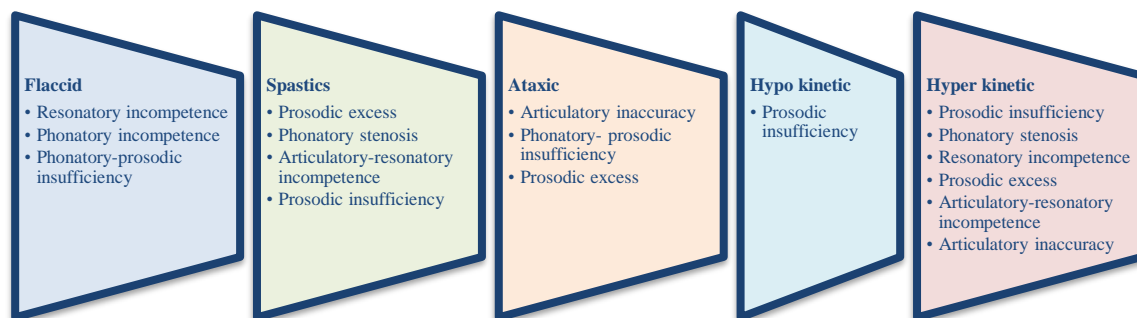 Flaccid
• Resonatory incompetence
• Phonatory incompetence
• Phonatory-prosodic
insufficiency
Spastics
• Prosodic excess
• Phonatory stenosis
• Articulatory-resonatory
incompetence
• Prosodic insufficiency
Ataxic
• Articulatory inaccuracy
• Phonatory- prosodic
insufficiency
• Prosodic excess
Hypo kinetic
• Prosodic
insufficiency
Hyper kinetic
• Prosodic insufficiency
• Phonatory stenosis
• Resonatory incompetence
• Prosodic excess
• Articulatory-resonatory
incompetence
• Articulatory inaccuracy